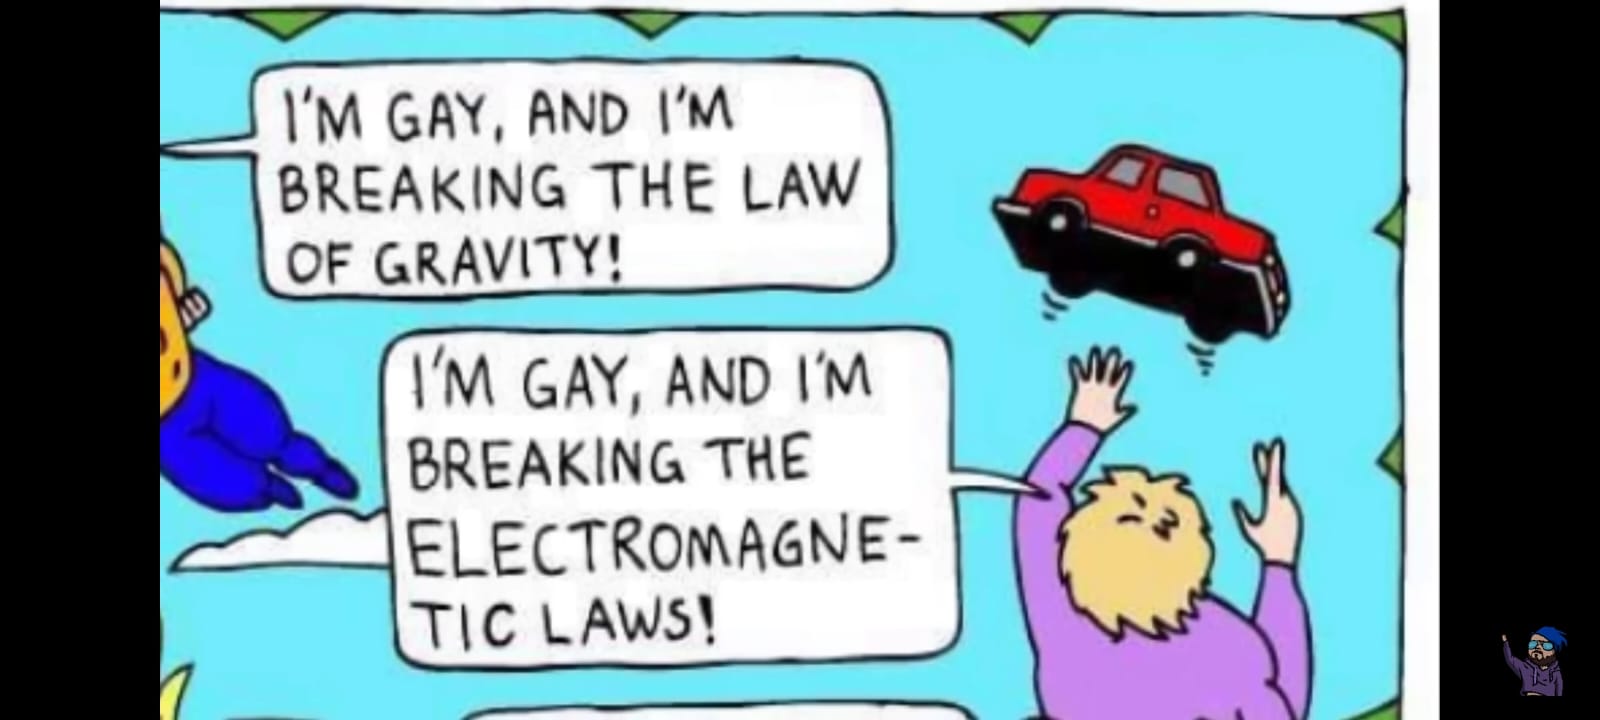 I'M GAY, AND I'M
BREAKING THE LAW
OF GRAVITY!
I'M GAY, AND I'M
BREAKING THE
ELECTROMAGNE-
TIC LAWS!